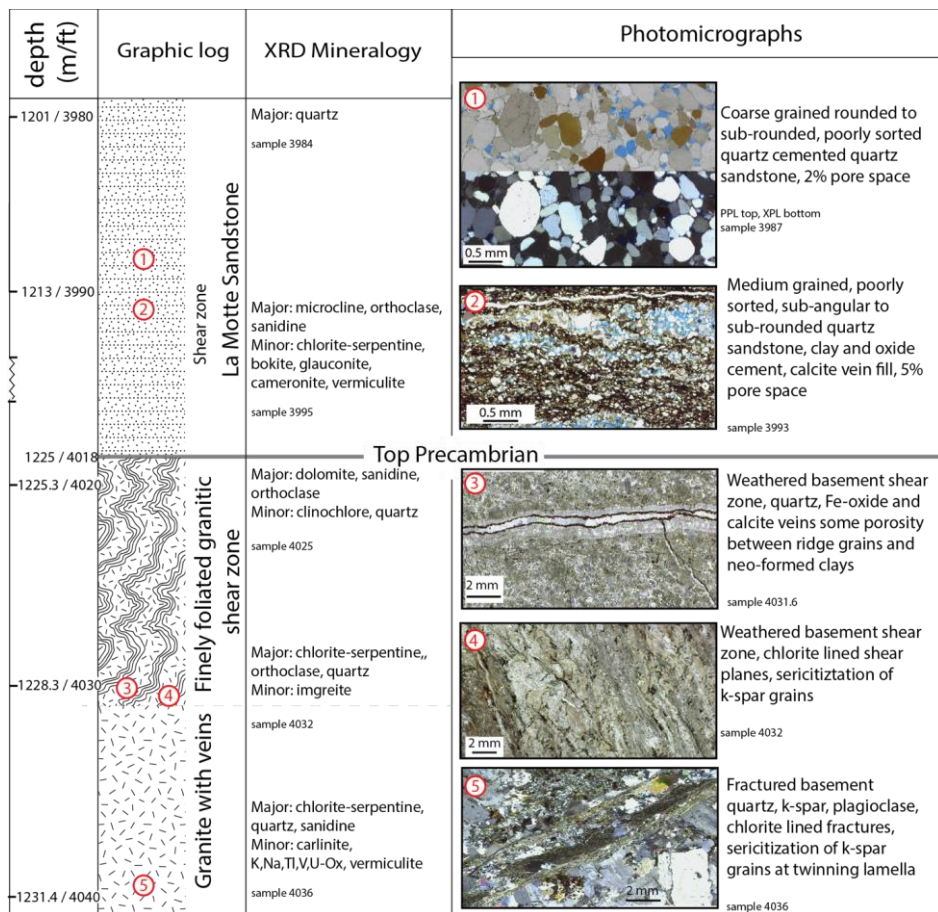 depth
(m/ft)
Graphic log
XRD Mineralogy
Photomicrographs
1201 / 3980
1213 / 3990
1225 / 4018
1225.3 / 4020
1228.3 / 4030
1231.4 / 4040
1
2
3
4
5
Shear zone
La Motte Sandstone
Finely foliated granitic
shear zone
Granite with veins
Major: quartz
sample 3984
Major: microcline, orthoclase,
sanidine
Minor: chlorite-serpentine,
bokite, glauconite,
cameronite, vermiculite
sample 3995
Top Precambrian
Major: dolomite, sanidine,
orthoclase
Minor: clinochlore, quartz
sample 4025
Major: chlorite-serpentine,,
orthoclase, quartz
Minor: imgreite
sample 4032
Major: chlorite-serpentine,
quartz, sanidine
Minor: carlinite,
K,Na,Tl,V,U-Ox, vermiculite
sample 4036
1
0.5 mm
Coarse grained rounded to
sub-rounded, poorly sorted
quartz cemented quartz
sandstone, 2% pore space
PPL top, XPL bottom
sample 3987
2
0.5 mm
Medium grained, poorly
sorted, sub-angular to
sub-rounded quartz
sandstone, clay and oxide
cement, calcite vein fill, 5%
pore space
sample 3993
3
2 mm
Weathered basement shear
zone, quartz, Fe-oxide and
calcite veins some porosity
between ridge grains and
neo-formed clays
sample 4031.6
4
2 mm
Weathered basement shear
zone, chlorite lined shear
planes, sericitiztation of
k-spar grains
sample 4032
5
2 mm
Fractured basement
quartz, k-spar, plagioclase,
chlorite lined fractures,
sericitization of k-spar
grains at twinning lamella
sample 4036